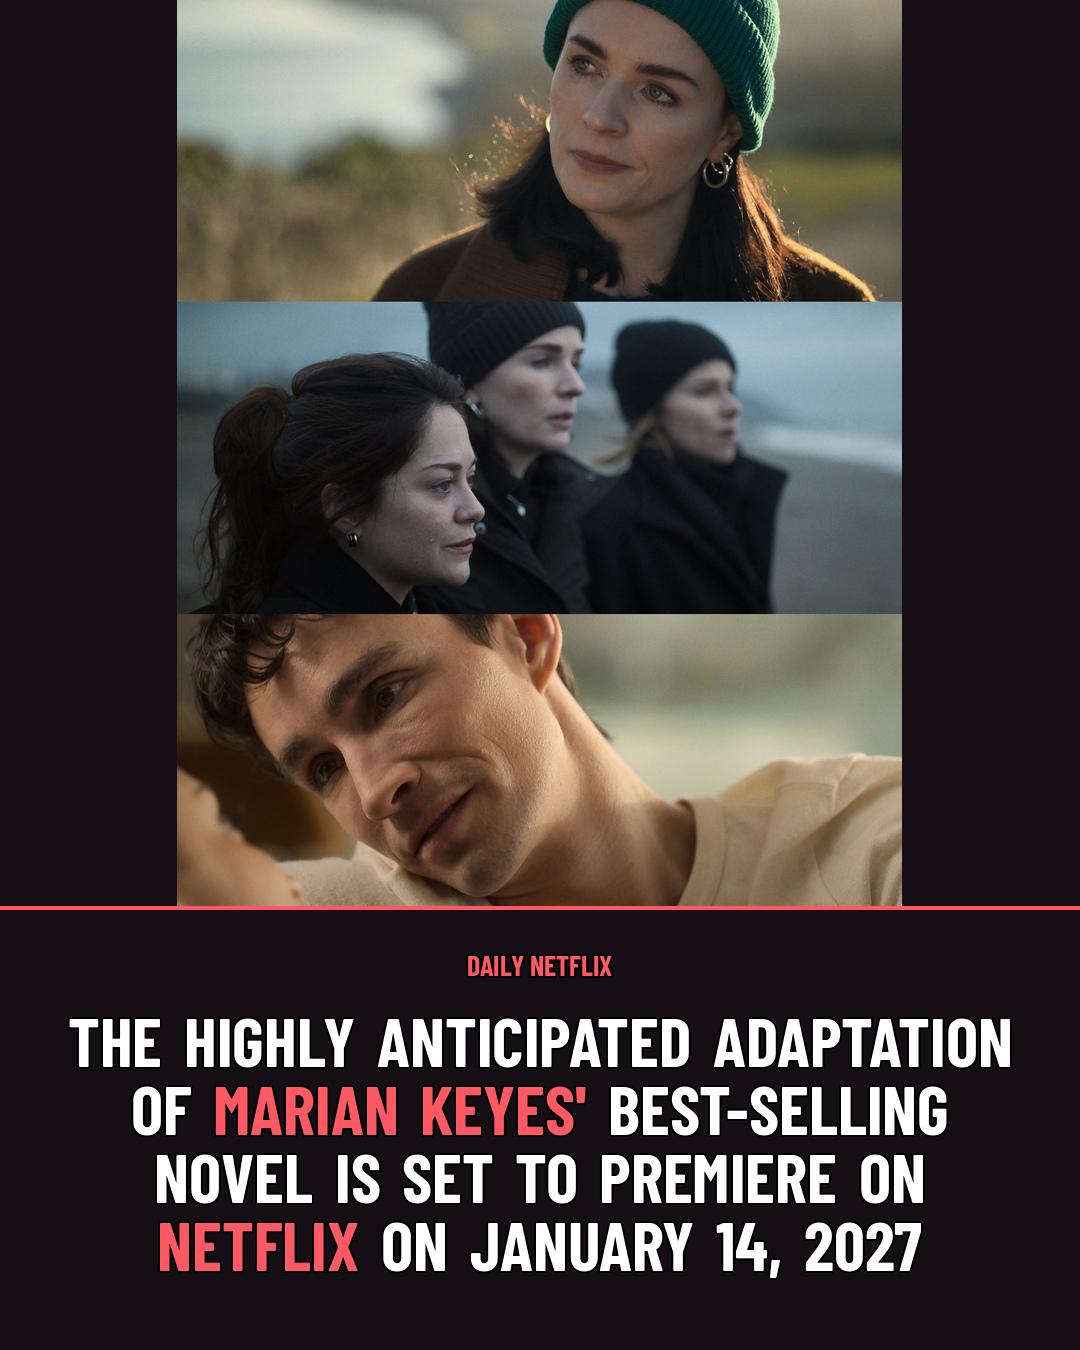 DAILY NETFLIX
THE HIGHLY ANTICIPATED ADAPTATION
OF MARIAN KEYES' BEST-SELLING
NOVEL IS SET TO PREMIERE ON
NETFLIX ON JANUARY 14, 2027